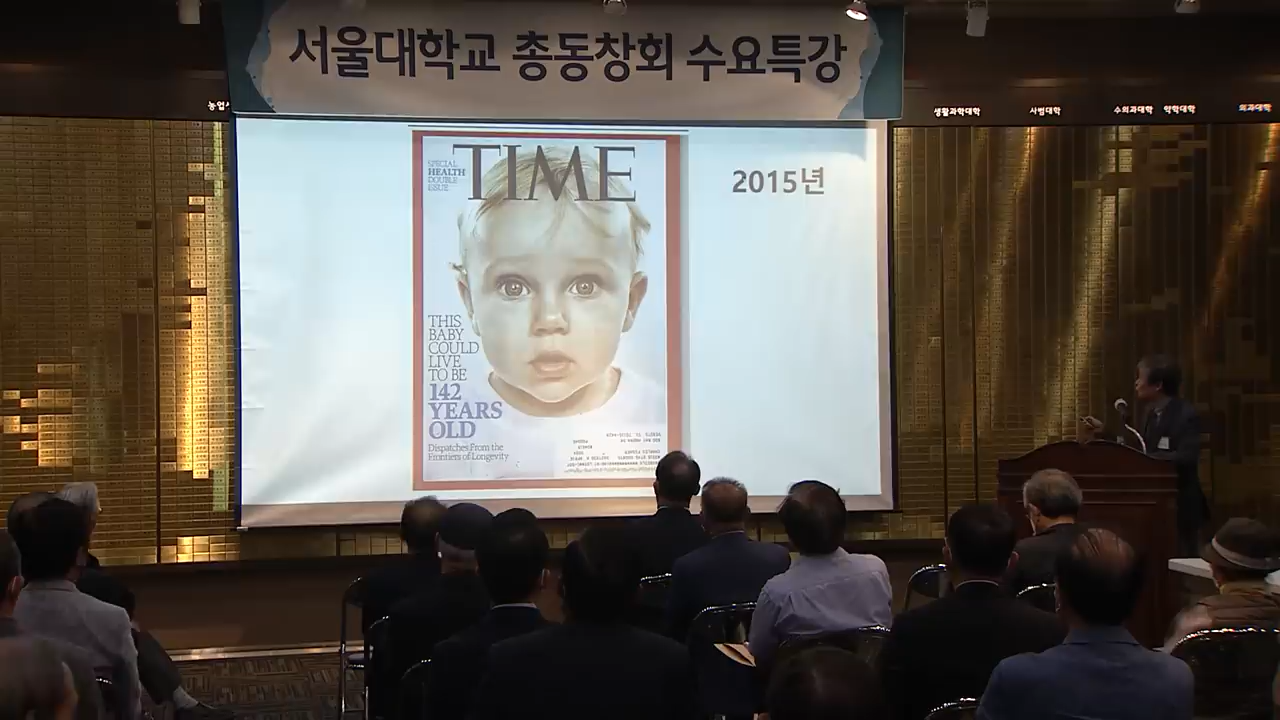 서울대학교 총동창회 수요특강
농업
생활과학대학
사범대학
수의과대학
약학대학
의과대학
2015년
TIME
SPECIAL
HEALTH
DOUBLE
ISSUE
THIS
BABY
COULD
LIVE
TO BE
142
YEARS
OLD
Dispatches From the
Frontiers of Longevity